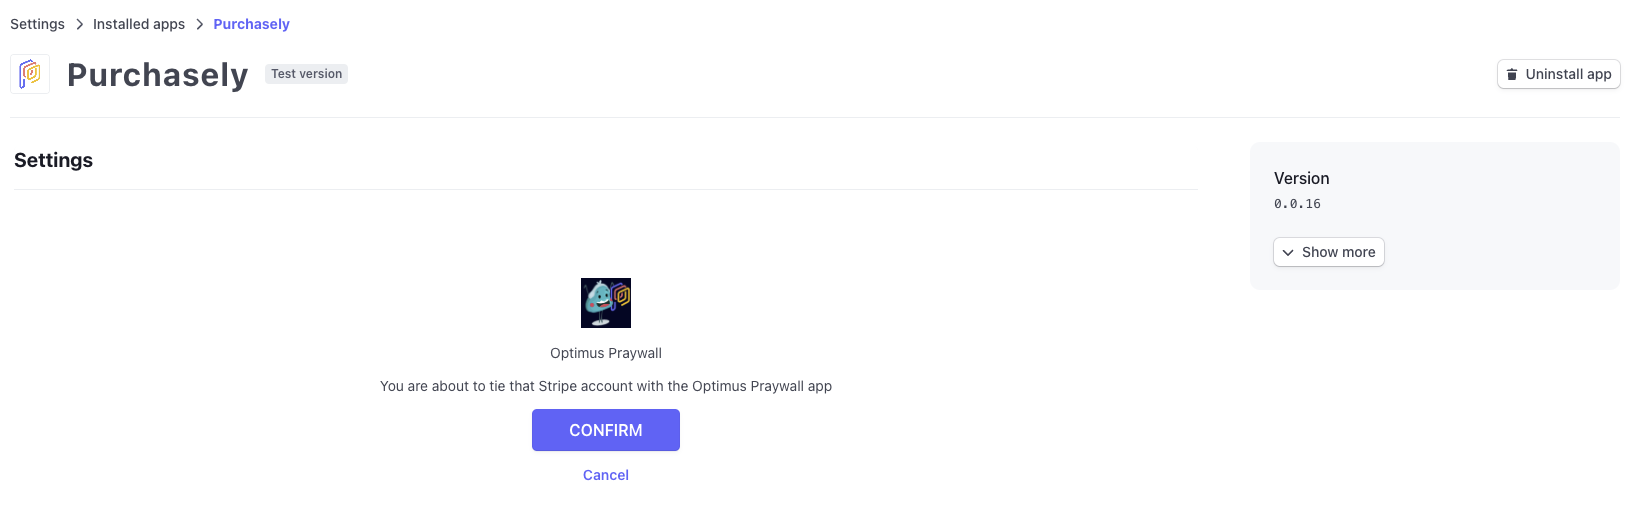 Settings > Installed apps > Purchasely
Purchasely Test version
Uninstall app
Settings
Version
0.0.16
Show more
Optimus Praywall
You are about to tie that Stripe account with the Optimus Praywall app
CONFIRM
Cancel